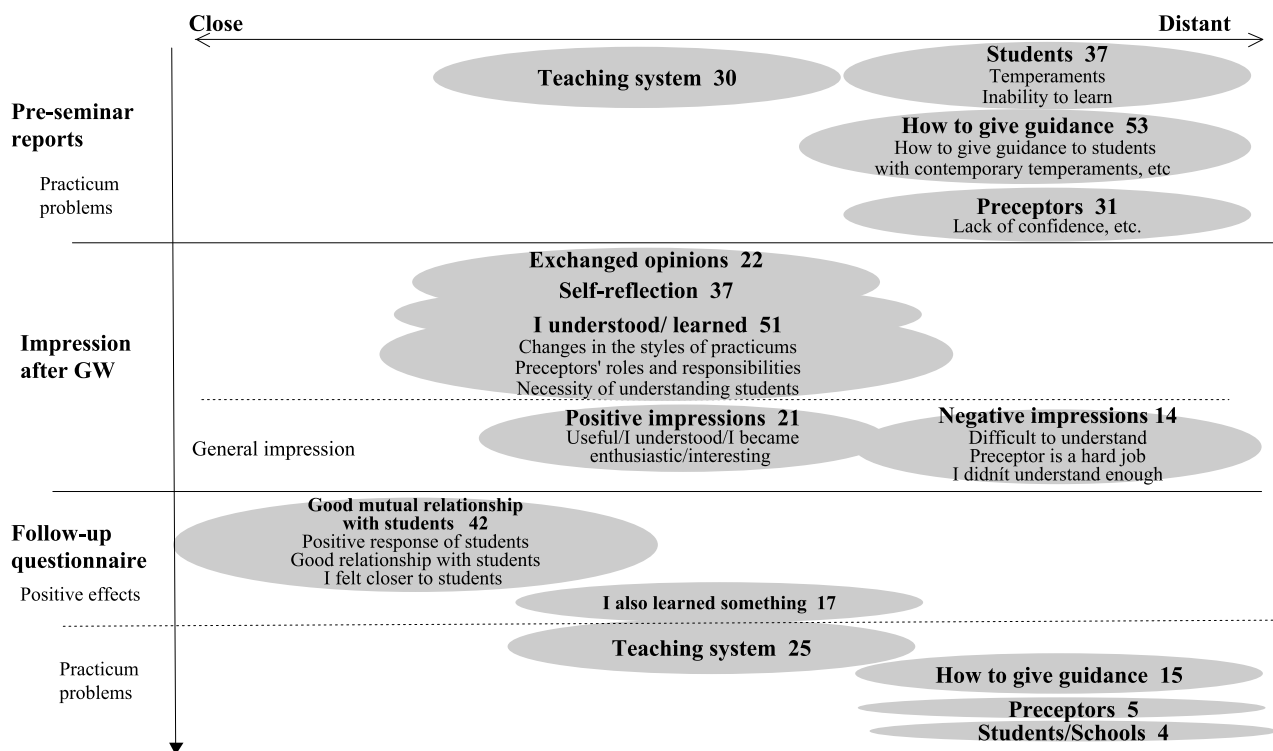 Close
Distant
Teaching system 30
Students 37
Temperaments
Inability to learn
Pre-seminar
reports
Practicum
problems
How to give guidance 53
How to give guidance to students
with contemporary temperaments, etc
Preceptors 31
Lack of confidence, etc.
Impression
after GW
Exchanged opinions 22
Self-reflection 37
I understood/ learned 51
Changes in the styles of practicums
Preceptors' roles and responsibilities
Necessity of understanding students
General impression
Positive impressions 21
Useful/I understood/I became
enthusiastic/interesting
Negative impressions 14
Difficult to understand
Preceptor is a hard job
I didnít understand enough
Follow-up
questionnaire
Positive effects
Good mutual relationship
with students 42
Positive response of students
Good relationship with students
I felt closer to students
I also learned something 17
Practicum
problems
Teaching system 25
How to give guidance 15
Preceptors 5
Students/Schools 4